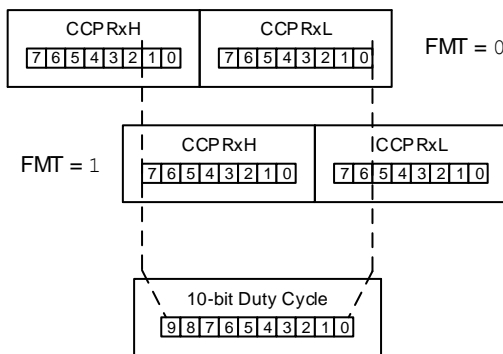 CCPRxH CCPRxL
7 6 5 4 3 2 1 0 7 6 5 4 3 2 1 0 FMT = 0
CCPRxH CCPRxL
FMT = 1 7 6 5 4 3 2 1 0 7 6 5 4 3 2 1 0
10-bit Duty Cycle
9 8 7 6 5 4 3 2 1 0